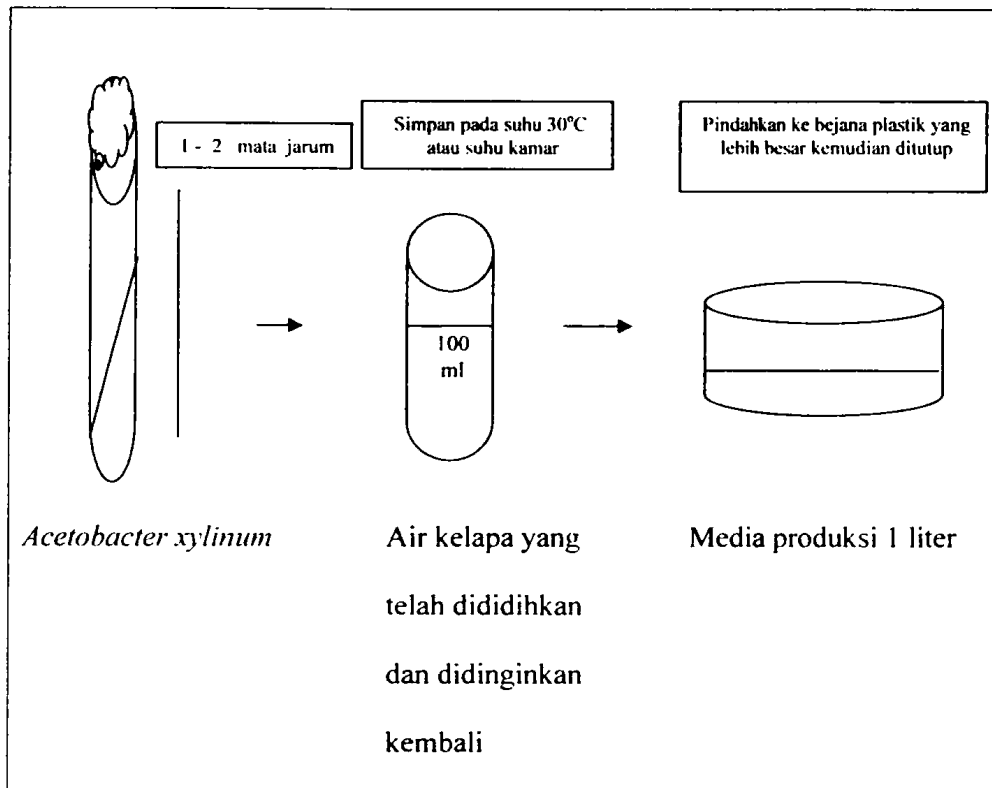 1 - 2 mata jarum
Simpan pada suhu 30°C
atau suhu kamar
Pindahkan ke bejana plastik yang
lebih besar kemudian ditutup
100
ml
Acetobacter xylinum
Air kelapa yang
telah dididihkan
dan didinginkan
kembali
Media produksi 1 liter